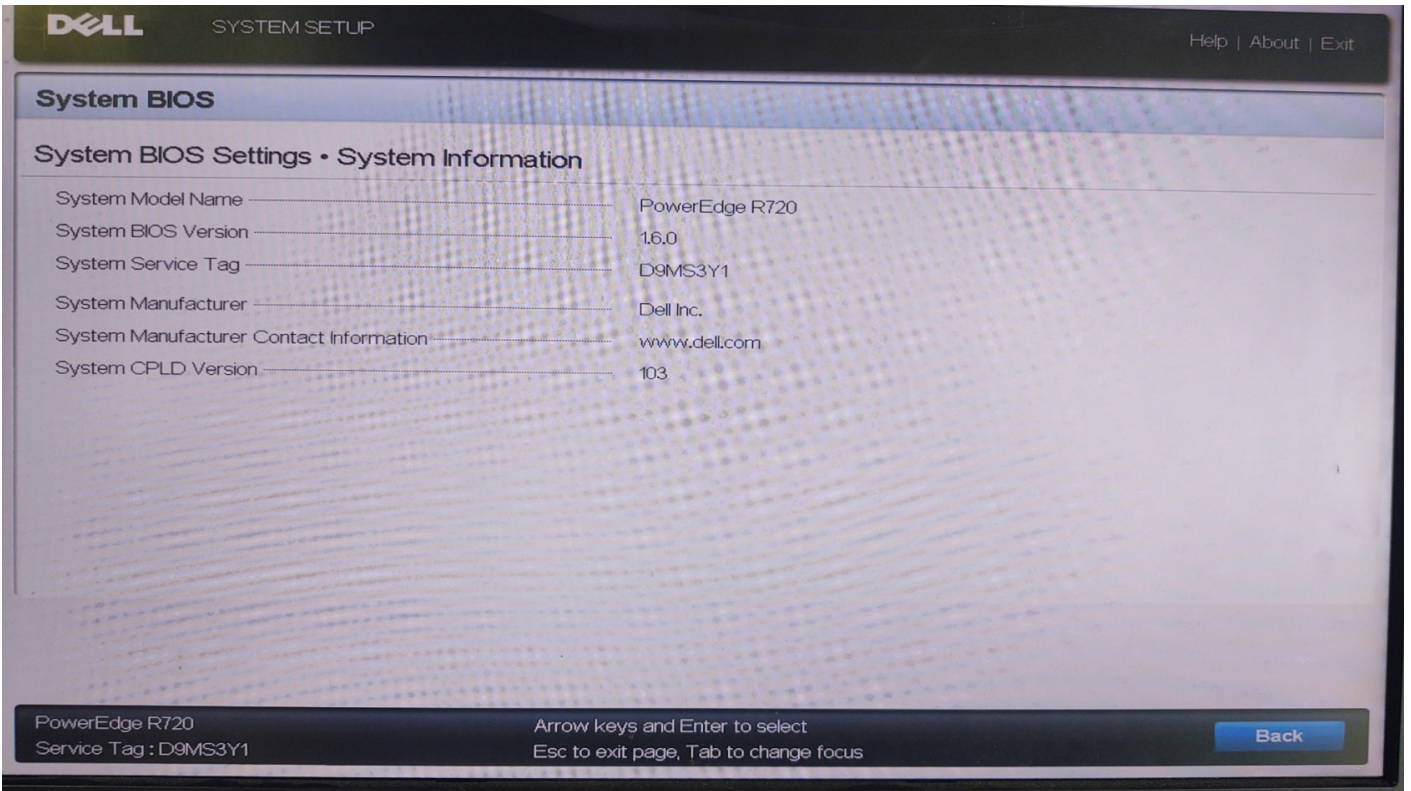 DELL SYSTEM SETUP
Help | About | Exit
System BIOS
System BIOS Settings • System Information
System Model Name PowerEdge R720
System BIOS Version 1.6.0
System Service Tag D9MS3Y1
System Manufacturer Dell Inc.
System Manufacturer Contact Information www.dell.com
System CPLD Version 103
PowerEdge R720
Service Tag : D9MS3Y1
Arrow keys and Enter to select
Esc to exit page, Tab to change focus
Back